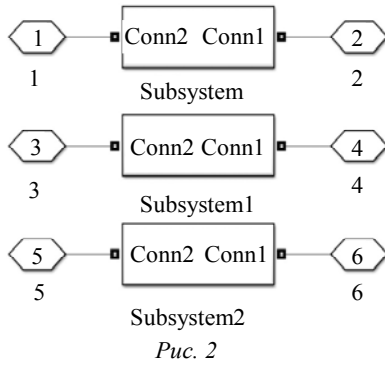 1 Conn2 Conn1 2
1 Subsystem 2
3 Conn2 Conn1 4
3 Subsystem1 4
5 Conn2 Conn1 6
5 Subsystem2 6
Рис. 2